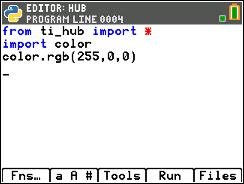 EDITOR: HUB
PROGRAM LINE 0004
from ti_hub import *
import color
color.rgb(255,0,0)
_
Fns… a A # Tools Run Files